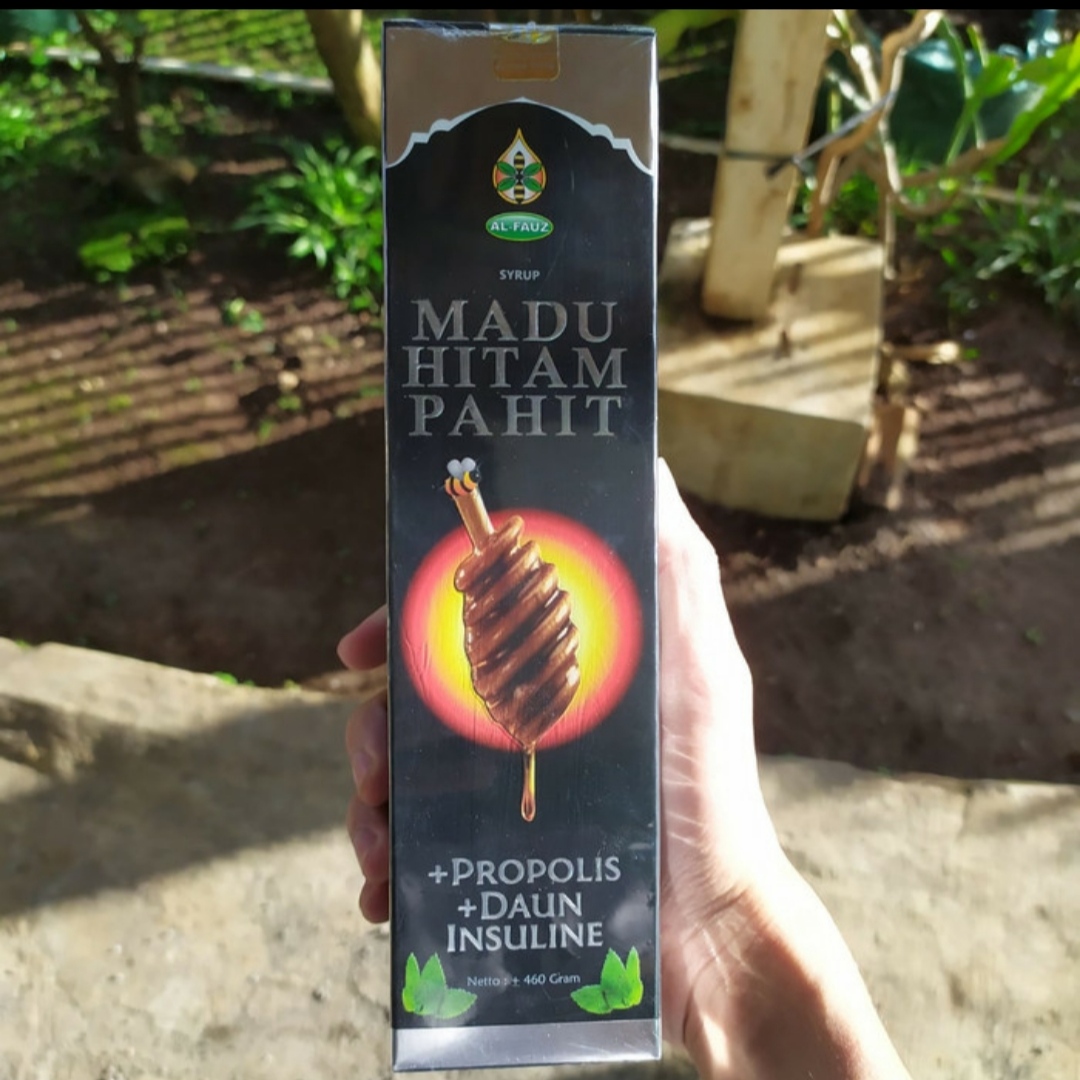 AL-FAUZ
SYRUP
MADU
HITAM
PAHIT
+PROPOLIS
+DAUN
INSULINE
Netto : ± 460 Gram